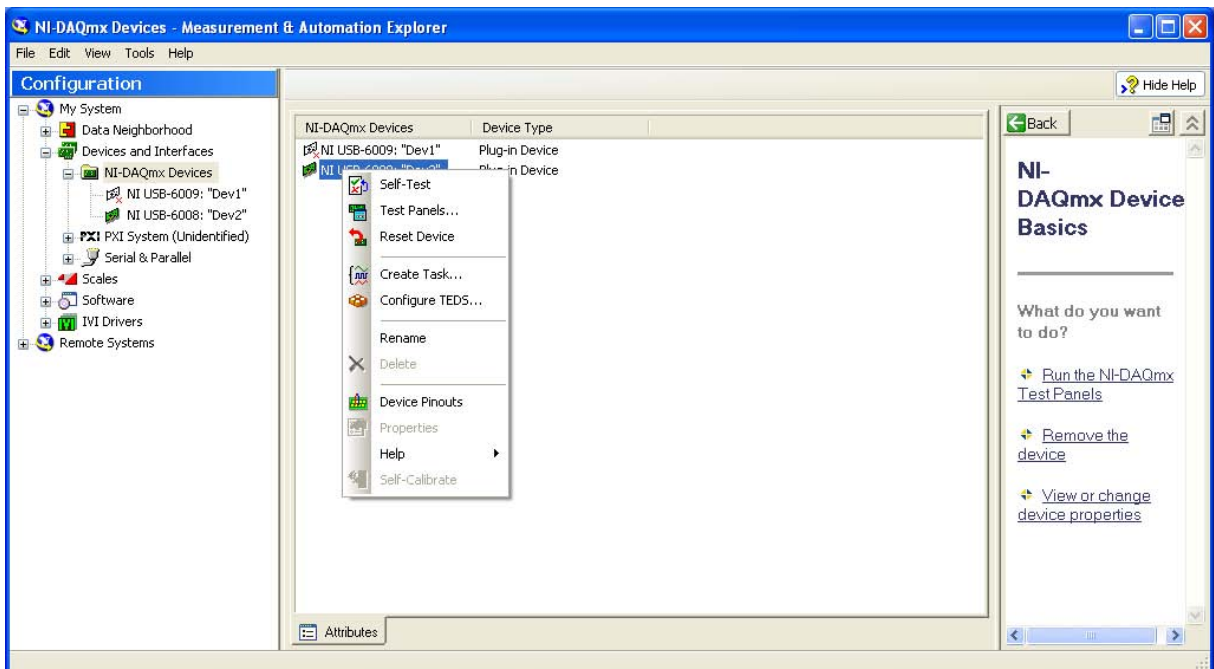 NI-DAQmx Devices - Measurement & Automation Explorer
File Edit View Tools Help
Configuration
Hide Help
My System
Data Neighborhood
Devices and Interfaces
NI-DAQmx Devices
NI USB-6009: "Dev1"
NI USB-6008: "Dev2"
PXI PXI System (Unidentified)
Serial & Parallel
Scales
Software
IVI Drivers
Remote Systems
NI-DAQmx Devices Device Type
NI USB-6009: "Dev1" Plug-in Device
NI Plug-in Device
Self-Test
Test Panels...
Reset Device
Create Task...
Configure TEDS...
Rename
Delete
Device Pinouts
Properties
Help
Self-Calibrate
Attributes
Back
NI-
DAQmx Device
Basics
What do you want
to do?
Run the NI-DAQmx
Test Panels
Remove the
device
View or change
device properties